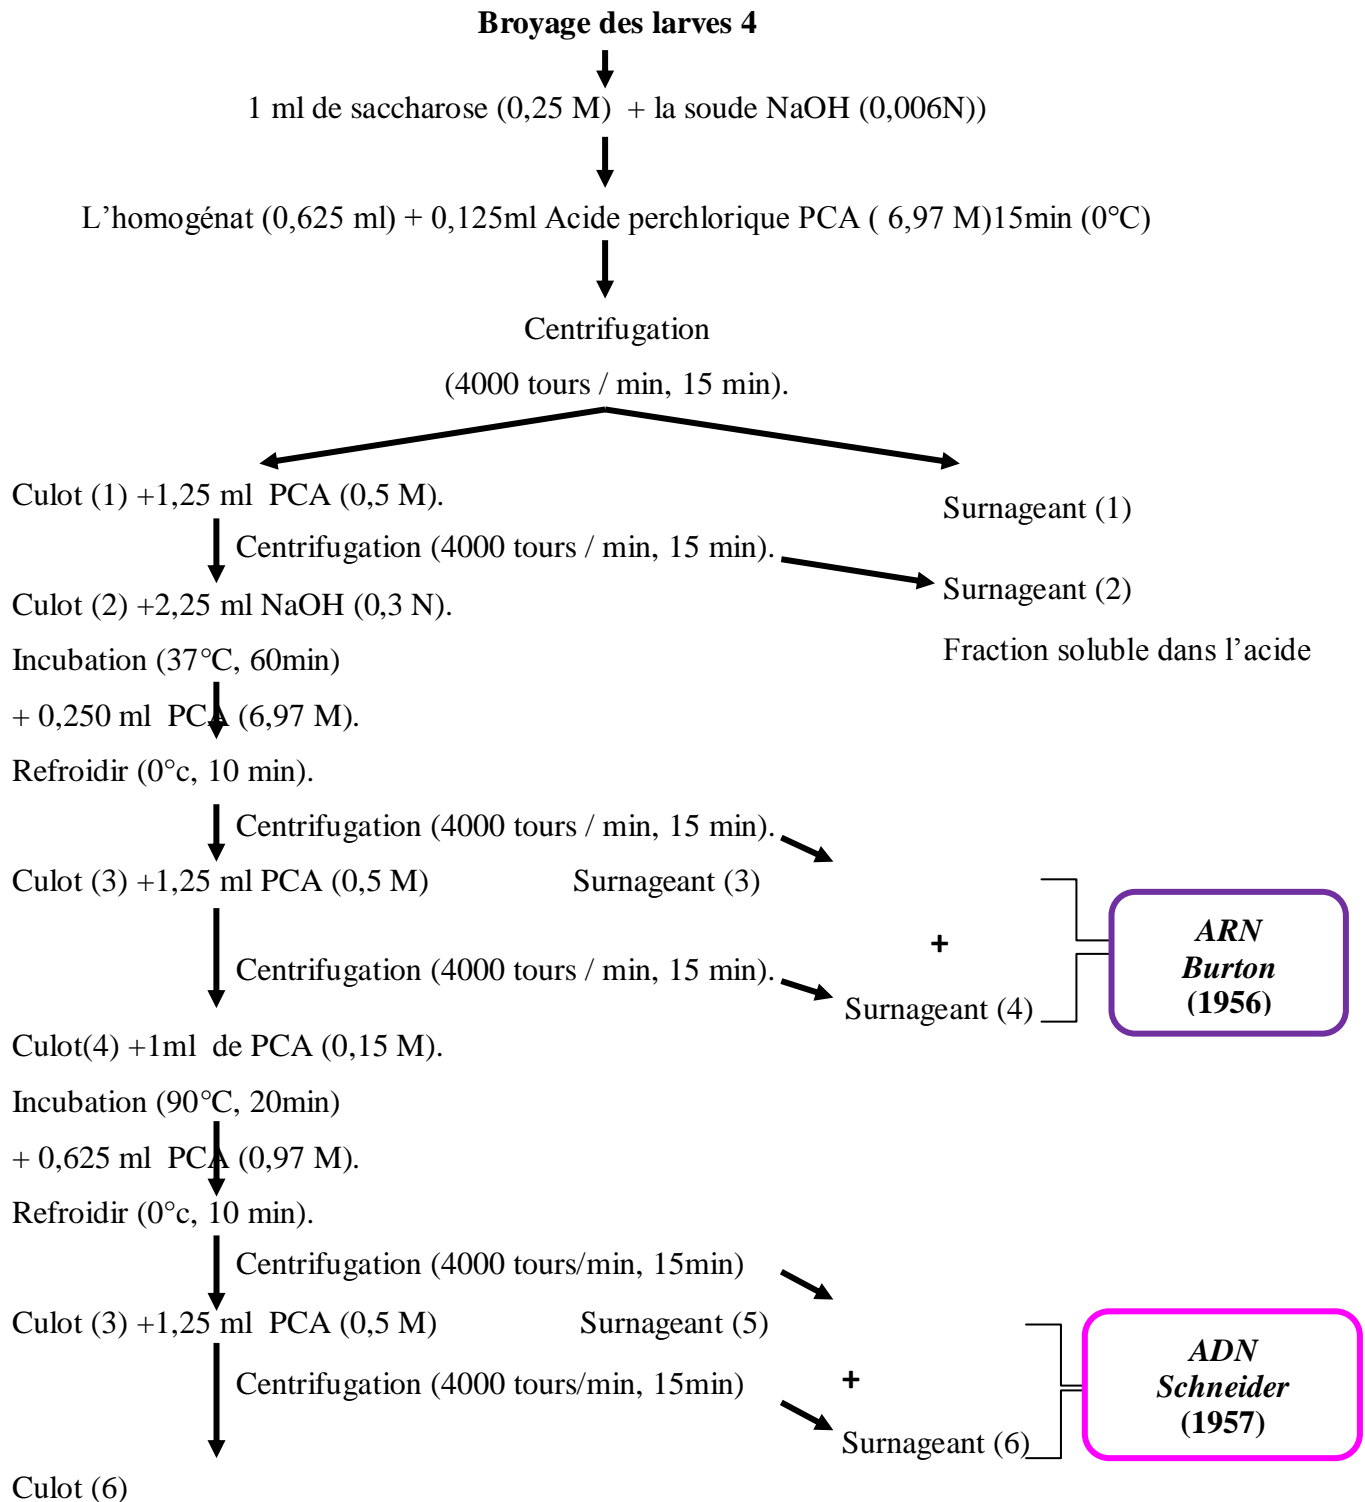 Broyage des larves 4
1 ml de saccharose (0,25 M) + la soude NaOH (0,006N))
L’homogénat (0,625 ml) + 0,125ml Acide perchlorique PCA ( 6,97 M)15min (0°C)
Centrifugation
(4000 tours / min, 15 min).
Culot (1) +1,25 ml PCA (0,5 M).
Surnageant (1)
Centrifugation (4000 tours / min, 15 min).
Surnageant (2)
Culot (2) +2,25 ml NaOH (0,3 N).
Fraction soluble dans l’acide
Incubation (37°C, 60min)
+ 0,250 ml PCA (6,97 M).
Refroidir (0°c, 10 min).
Centrifugation (4000 tours / min, 15 min).
Culot (3) +1,25 ml PCA (0,5 M)
Surnageant (3)
+
Centrifugation (4000 tours / min, 15 min).
Surnageant (4)
ARN
Burton
(1956)
Culot(4) +1ml de PCA (0,15 M).
Incubation (90°C, 20min)
+ 0,625 ml PCA (0,97 M).
Refroidir (0°c, 10 min).
Centrifugation (4000 tours/min, 15min)
Culot (3) +1,25 ml PCA (0,5 M)
Surnageant (5)
Centrifugation (4000 tours/min, 15min)
+
Surnageant (6)
ADN
Schneider
(1957)
Culot (6)